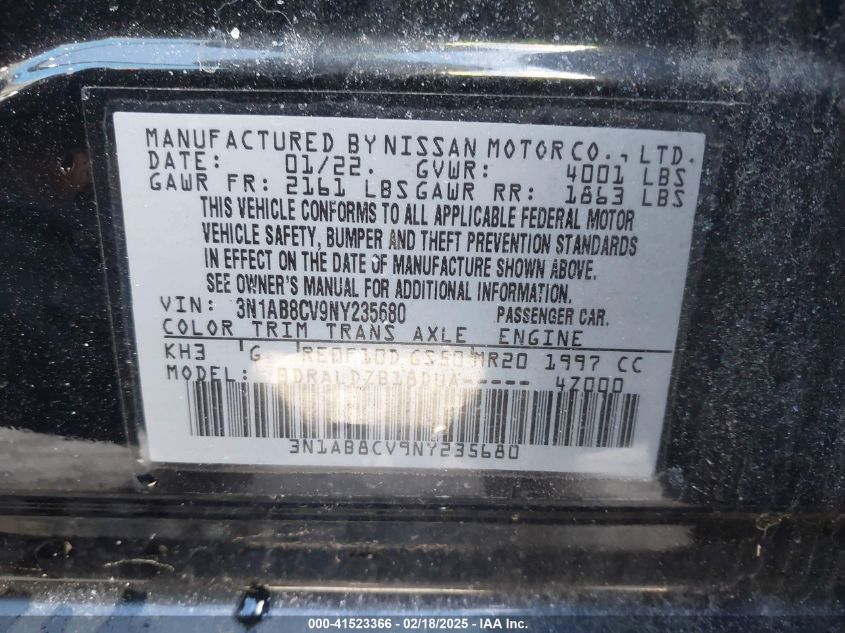 MANUFACTURED BY NISSAN MOTOR CO., LTD.
DATE: 01/22. GVWR: 4001 LBS
GAWR FR: 2161 LBS GAWR RR: 1863 LBS
THIS VEHICLE CONFORMS TO ALL APPLICABLE FEDERAL MOTOR
VEHICLE SAFETY, BUMPER AND THEFT PREVENTION STANDARDS
IN EFFECT ON THE DATE OF MANUFACTURE SHOWN ABOVE.
SEE OWNER'S MANUAL FOR ADDITIONAL INFORMATION.
VIN: 3N1AB8CV9NY235680 PASSENGER CAR.
COLOR TRIM TRANS AXLE ENGINE
KH3 G RE0F10D GS50 MR20 1997 CC
MODEL: 4Z000
3N1AB8CV9NY235680
000-41523366 - 02/18/2025 - IAA Inc.